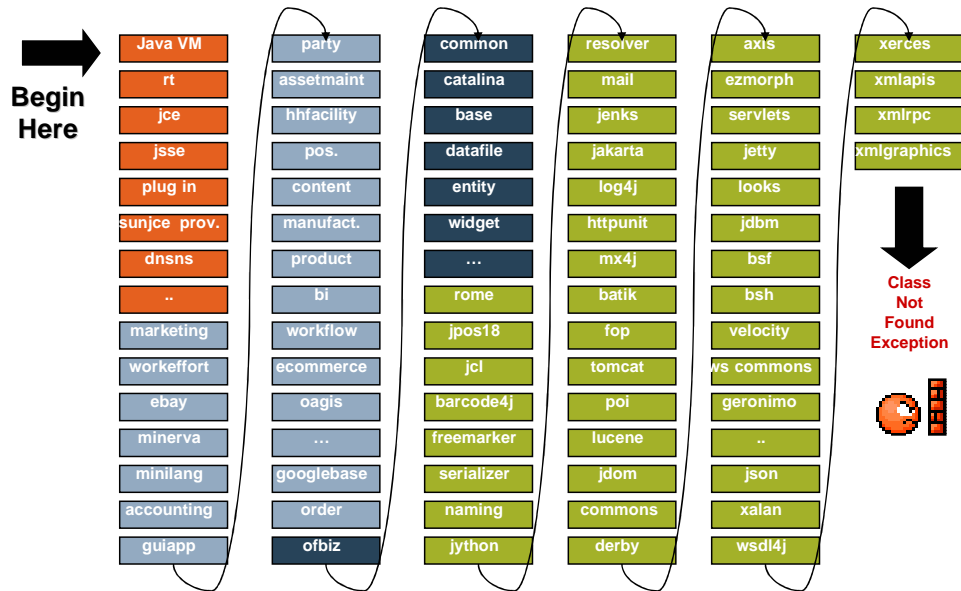 Begin
Here
Java VM
rt
jce
jsse
plug in
sunjce prov.
dnsns
..
marketing
workeffort
ebay
minerva
minilang
accounting
guiapp
party
assetmaint
hhfacility
pos.
content
manufact.
product
bi
workflow
ecommerce
oagis
...
googlebase
order
ofbiz
common
catalina
base
datafile
entity
widget
...
rome
jpos18
jcl
barcode4j
freemarker
serializer
naming
jython
resolver
mail
jenks
jakarta
log4j
httpunit
mx4j
batik
fop
tomcat
poi
lucene
jdom
commons
derby
axis
ezmorph
servlets
jetty
looks
jdbm
bsf
bsh
velocity
ws commons
geronimo
..
json
xalan
wsdl4j
xerces
xmlapis
xmlrpc
xmlgraphics
Class
Not
Found
Exception